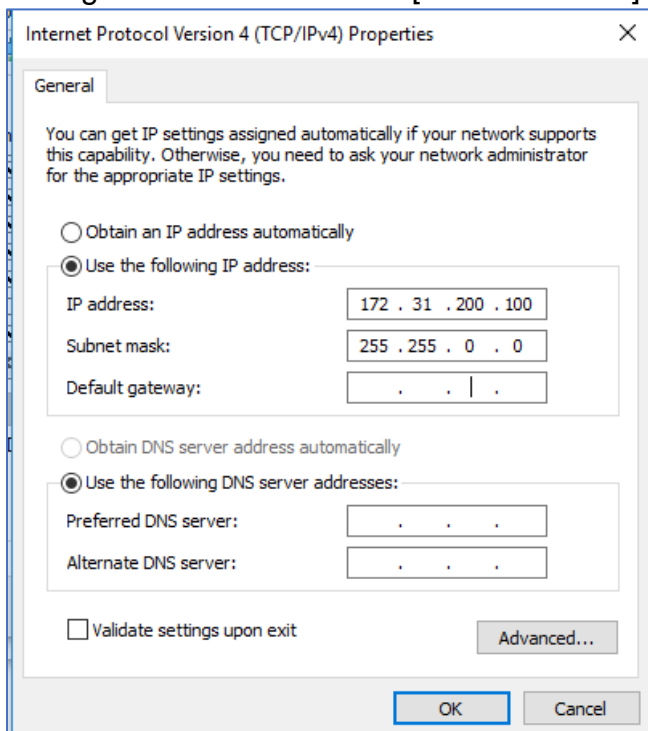 Internet Protocol Version 4 (TCP/IPv4) Properties
General
You can get IP settings assigned automatically if your network supports
this capability. Otherwise, you need to ask your network administrator
for the appropriate IP settings.
Obtain an IP address automatically
Use the following IP address:
IP address: 172 . 31 . 200 . 100
Subnet mask: 255 . 255 . 0 . 0
Default gateway: . . .
Obtain DNS server address automatically
Use the following DNS server addresses:
Preferred DNS server: . . .
Alternate DNS server: . . .
Validate settings upon exit
Advanced...
OK Cancel